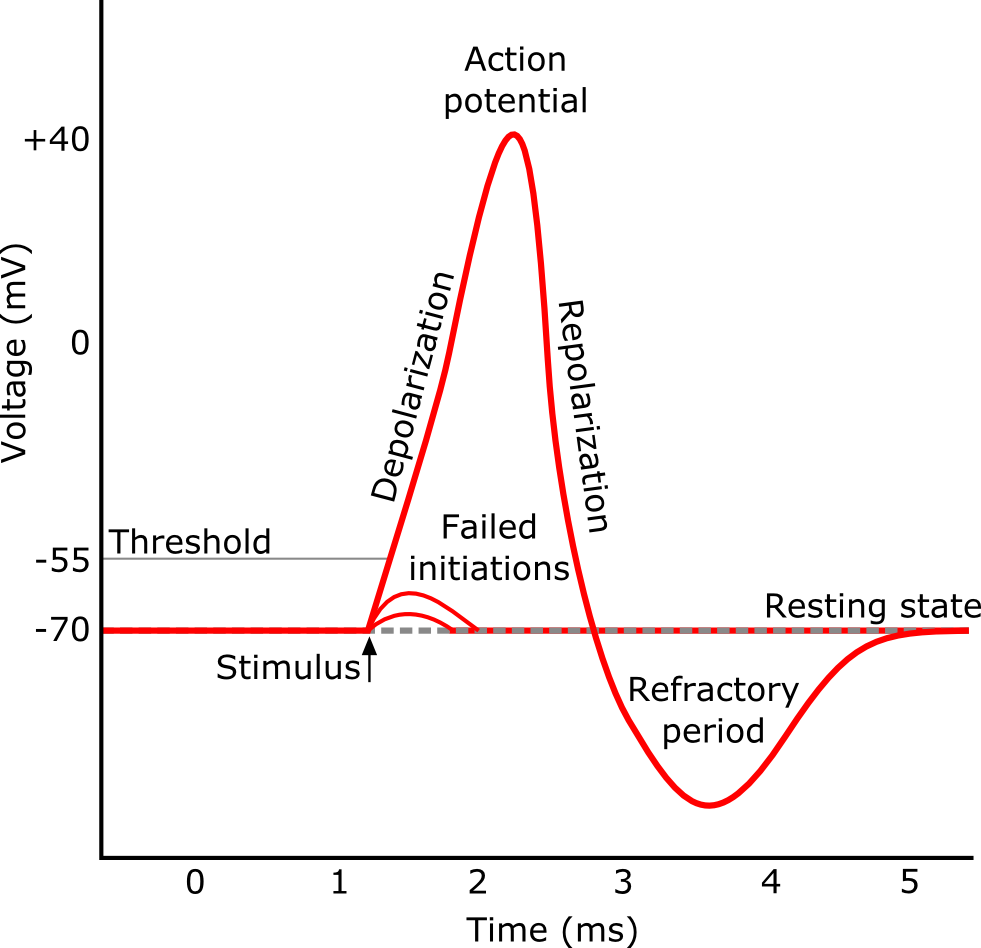 Action
potential
+40
Voltage (mV)
Depolarization
Repolarization
0
Failed
initiations
Threshold
-55
-70
Resting state
Stimulus
Refractory
period
0 1 2 3 4 5
Time (ms)